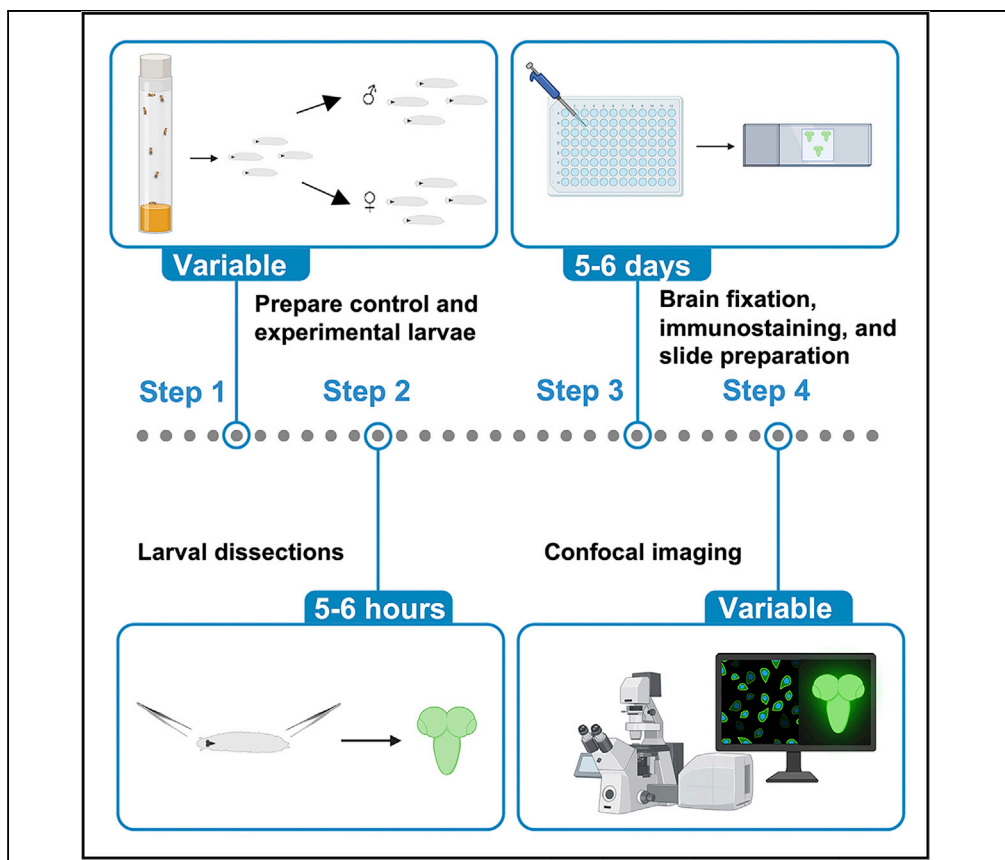 ♂
♀
Variable
5-6 days
Prepare control and
experimental larvae
Brain fixation,
immunostaining, and
slide preparation
Step 1
Step 2
Step 3
Step 4
Larval dissections
Confocal imaging
5-6 hours
Variable